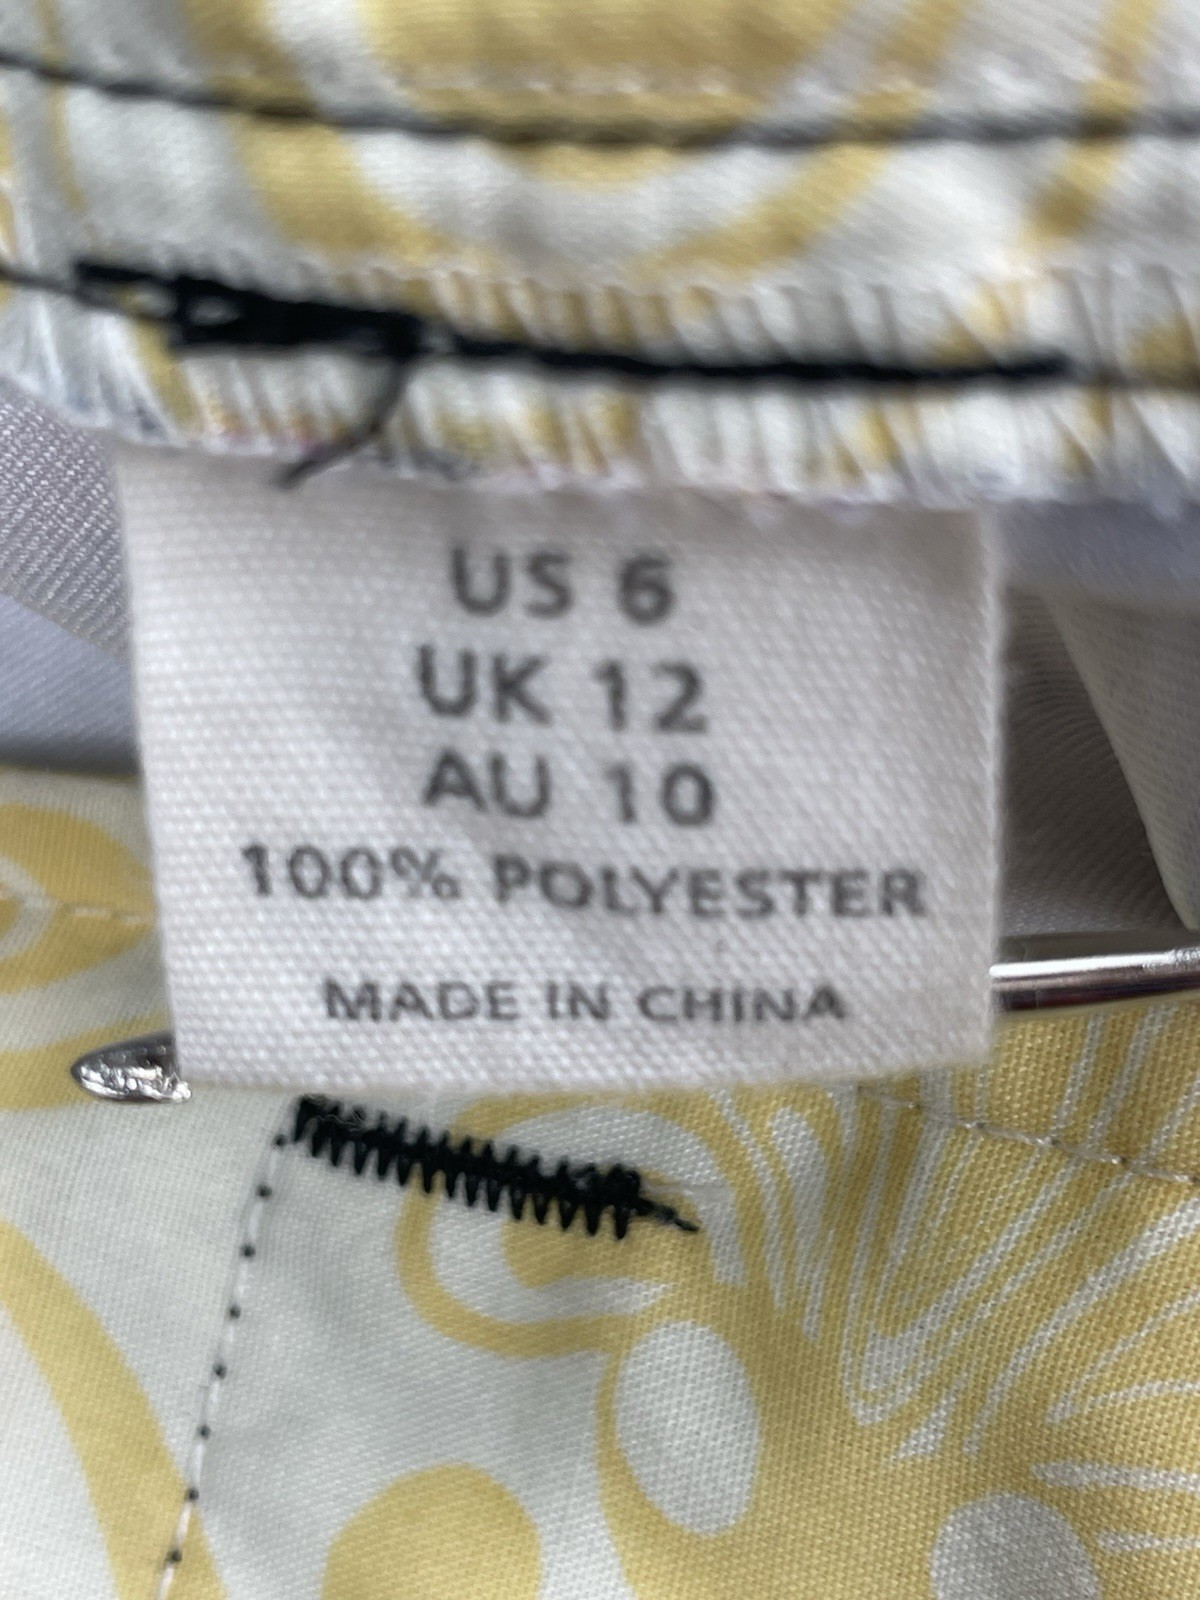 US 6
UK 12
AU 10
100% POLYESTER
MADE IN CHINA